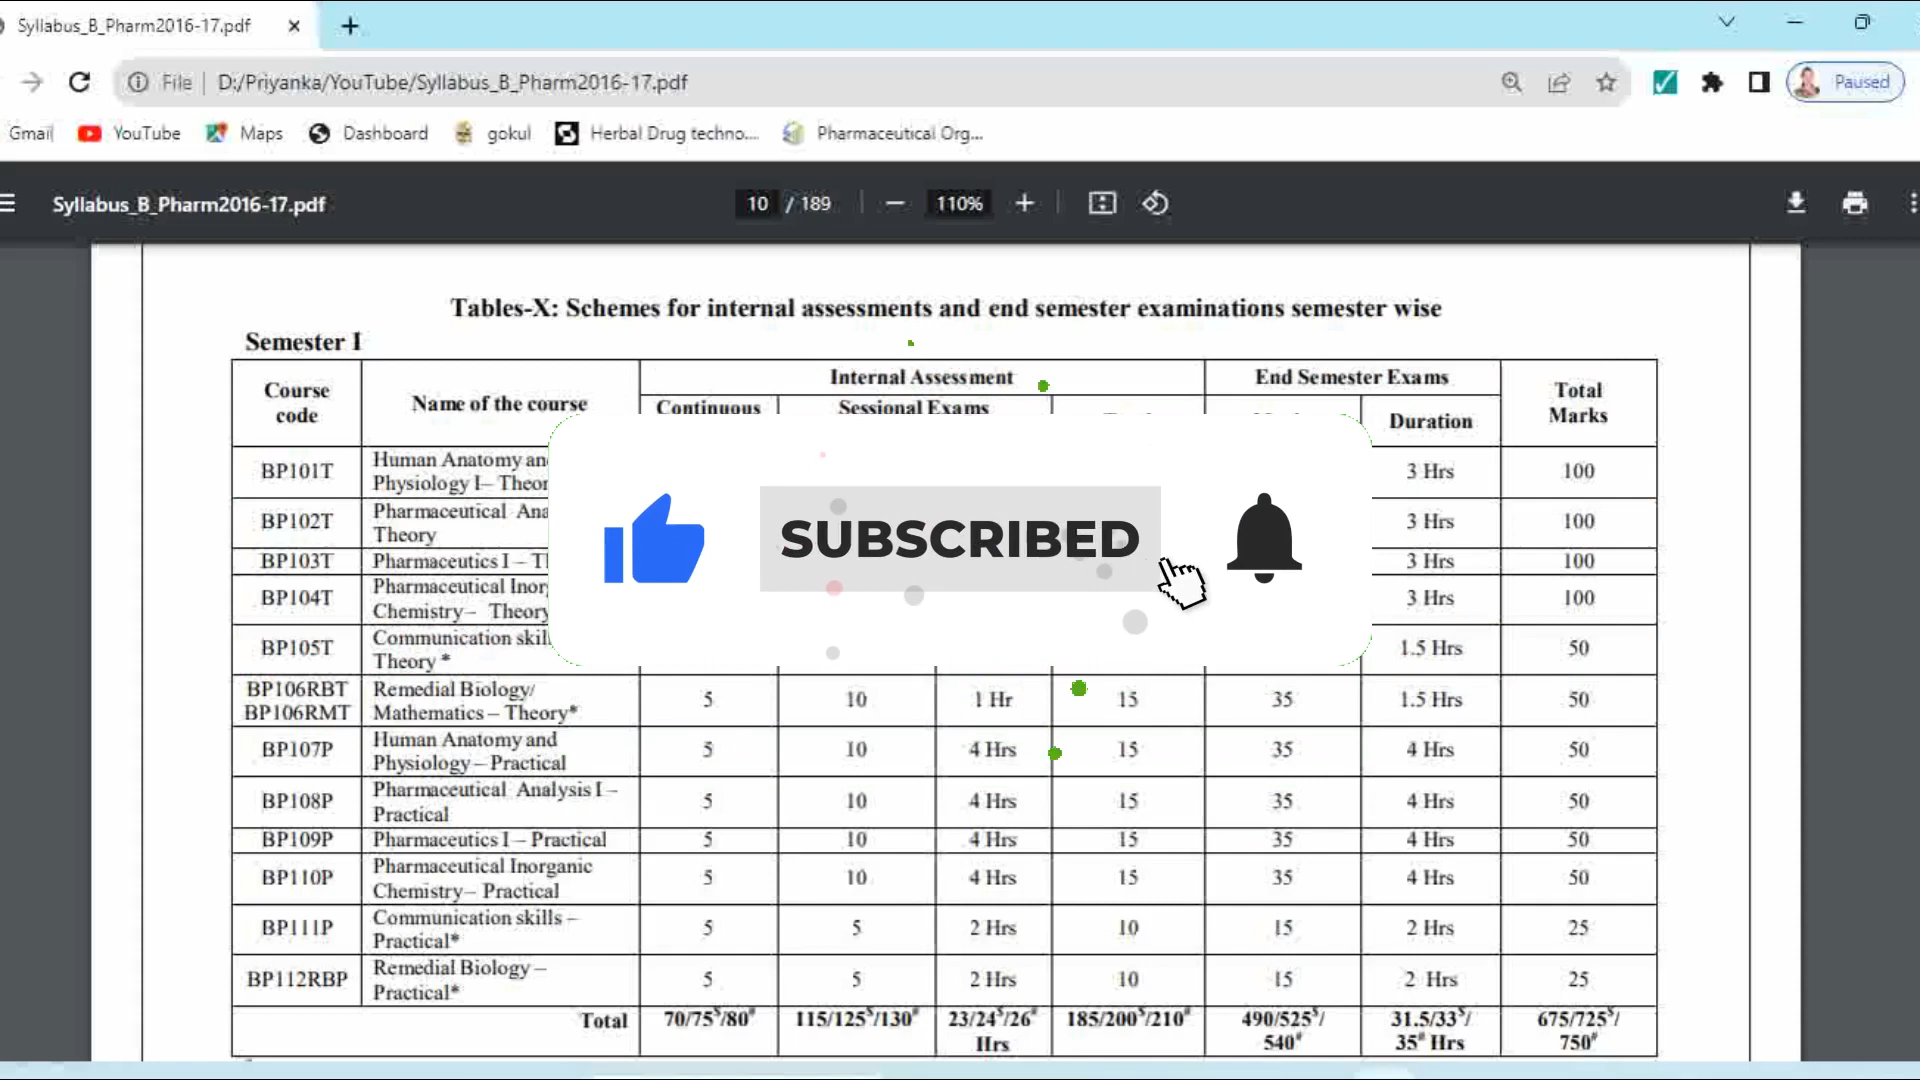 Syllabus_B_Pharm2016-17.pdf
File D:/Priyanka/YouTube/Syllabus_B_Pharm2016-17.pdf Paused
Gmail YouTube Maps Dashboard gokul Herbal Drug techno.... Pharmaceutical Org...
Syllabus_B_Pharm2016-17.pdf 10 / 189 110%
Tables-X: Schemes for internal assessments and end semester examinations semester wise
Semester I
Course code Name of the course Internal Assessment End Semester Exams Total Marks
Continuous Sessional Exams Duration
BP101T Human Anatomy and Physiology I– Theor 3 Hrs 100
BP102T Pharmaceutical Ana Theory 3 Hrs 100
BP103T Pharmaceutics I – T 3 Hrs 100
BP104T Pharmaceutical Inor Chemistry– Theory 3 Hrs 100
BP105T Communication skil Theory * 1.5 Hrs 50
SUBSCRIBED
BP106RBT BP106RMT Remedial Biology/ Mathematics – Theory* 5 10 1 Hr 15 35 1.5 Hrs 50
BP107P Human Anatomy and Physiology – Practical 5 10 4 Hrs 15 35 4 Hrs 50
BP108P Pharmaceutical Analysis I – Practical 5 10 4 Hrs 15 35 4 Hrs 50
BP109P Pharmaceutics I – Practical 5 10 4 Hrs 15 35 4 Hrs 50
BP110P Pharmaceutical Inorganic Chemistry– Practical 5 10 4 Hrs 15 35 4 Hrs 50
BP111P Communication skills – Practical* 5 5 2 Hrs 10 15 2 Hrs 25
BP112RBP Remedial Biology – Practical* 5 5 2 Hrs 10 15 2 Hrs 25
Total 70/75$/80# 115/125$/130# 23/24$/26# Hrs 185/200$/210# 490/525$/ 540# 31.5/33$/ 35# Hrs 675/725$/ 750#